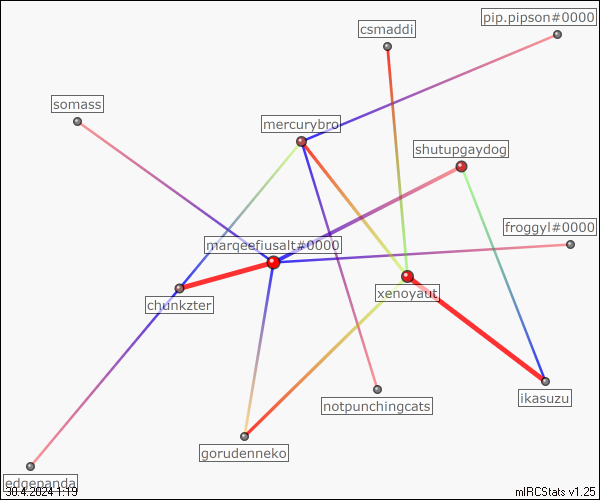 pip.pipson#0000
csmaddi
somass
mercurybro
shutupgaydog
froggyl#0000
marqeefiusalt#0000
xenoyaut
chunkzter
ikasuzu
notpunchingcats
gorudenneko
edgepanda
30.4.2024 1:19
mIRCStats v1.25